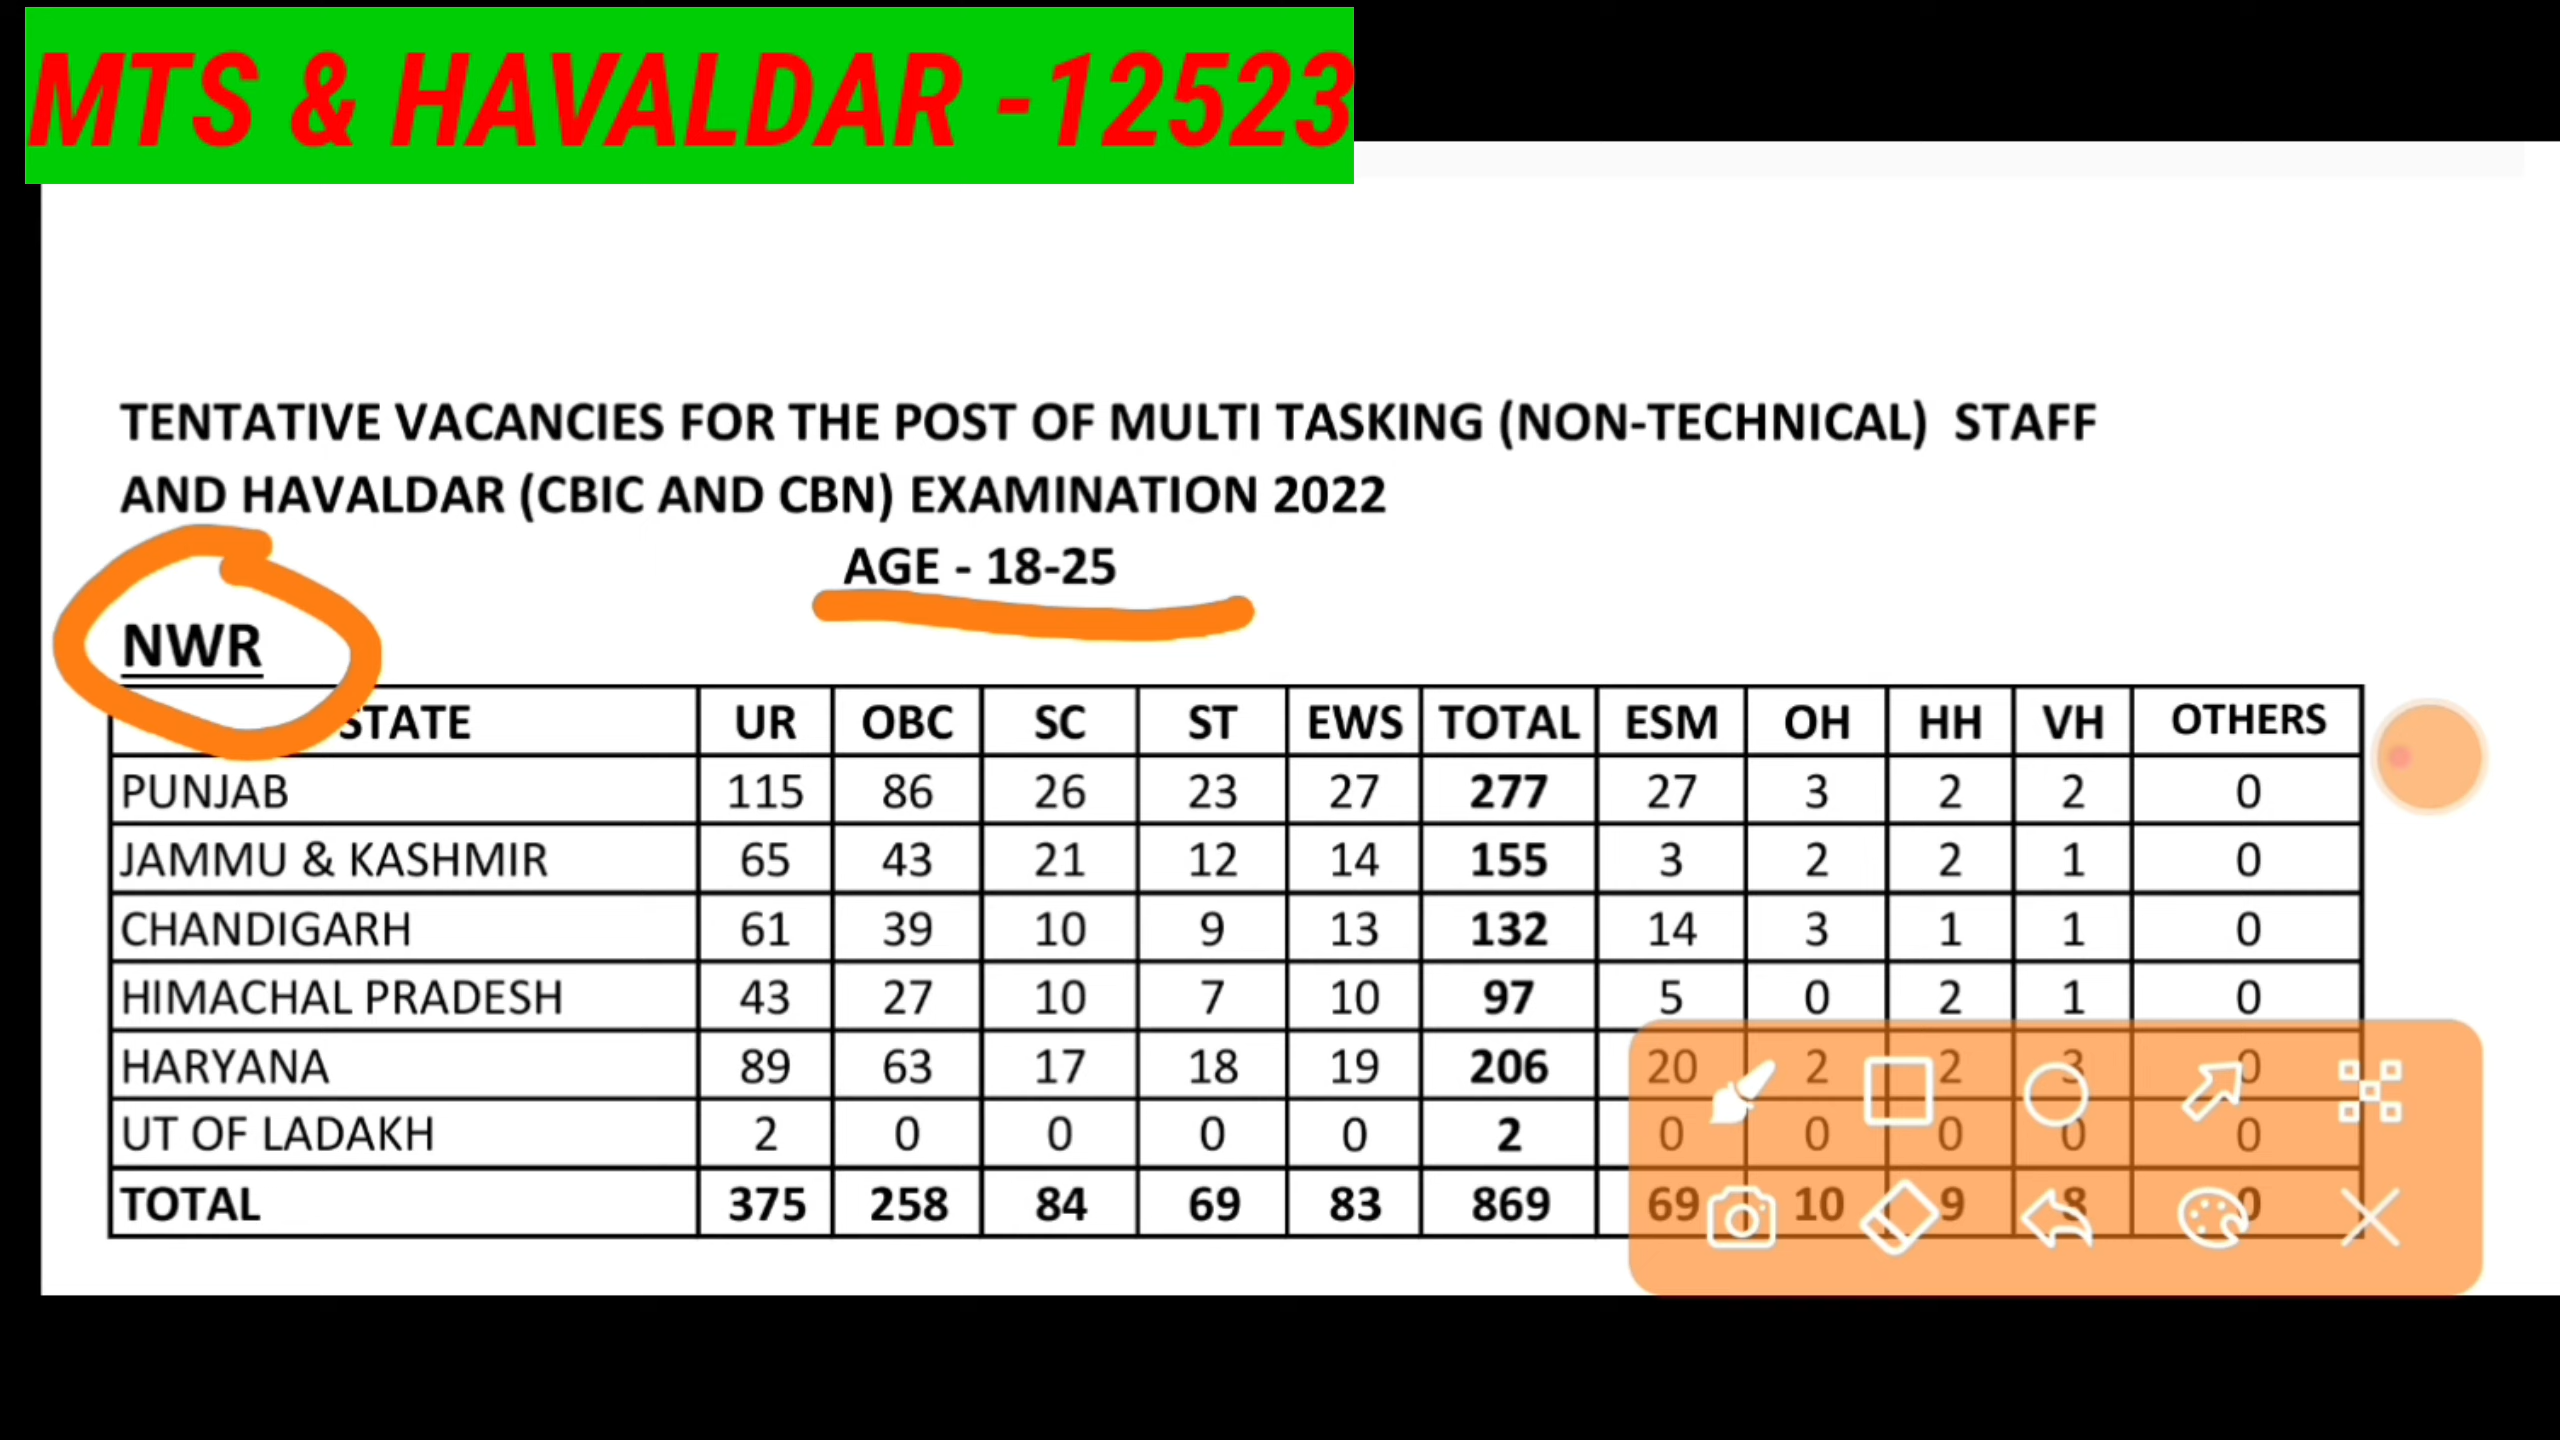 MTS & HAVALDAR -12523
TENTATIVE VACANCIES FOR THE POST OF MULTI TASKING (NON-TECHNICAL) STAFF
AND HAVALDAR (CBIC AND CBN) EXAMINATION 2022
AGE - 18-25
NWR
STATE UR OBC SC ST EWS TOTAL ESM OH HH VH OTHERS
PUNJAB 115 86 26 23 27 277 27 3 2 2 0
JAMMU & KASHMIR 65 43 21 12 14 155 3 2 2 1 0
CHANDIGARH 61 39 10 9 13 132 14 3 1 1 0
HIMACHAL PRADESH 43 27 10 7 10 97 5 0 2 1 0
HARYANA 89 63 17 18 19 206 20 2 2 3 0
UT OF LADAKH 2 0 0 0 0 2 0 0 0 0 0
TOTAL 375 258 84 69 83 869 69 10 9 8 0